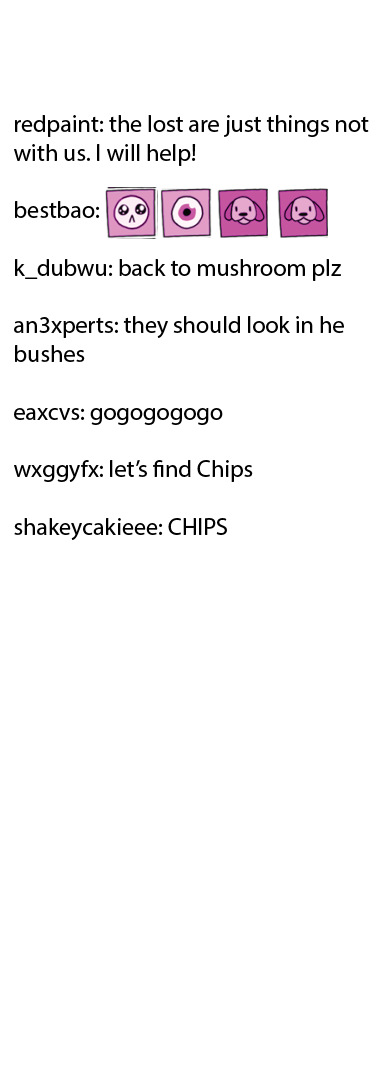 redpaint: the lost are just things not
with us. I will help!
bestbao:
k_dubwu: back to mushroom plz
an3xperts: they should look in he
bushes
eaxcvs: gogogogogo
wxggyfx: let’s find Chips
shakeycakieee: CHIPS